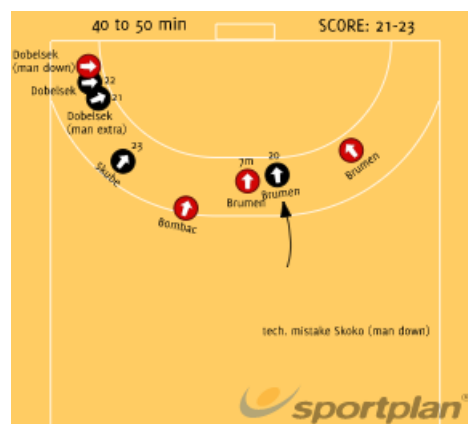 40 to 50 min
SCORE: 21-23
Dobelsek
(man down)
22
Dobelsek
21
Dobelsek
(man extra)
23
Skube
Bombac
7m
Brumen
20
Brumen
Brumen
tech. mistake Skoko (man down)
sportplan®